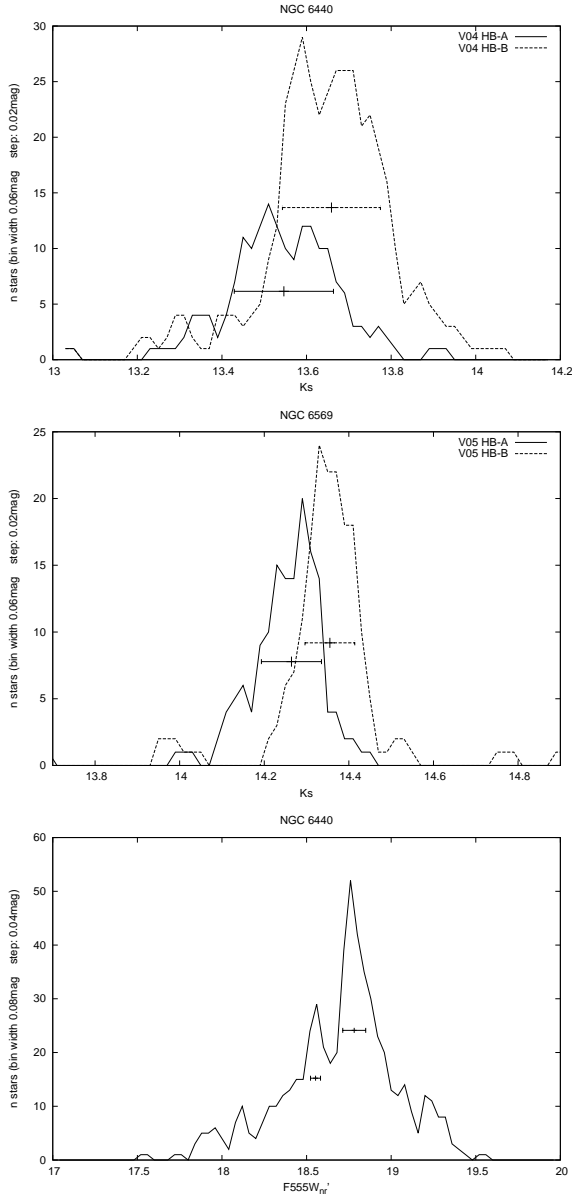 NGC 6440
V04 HB-A
V04 HB-B
n stars (bin width 0.06mag step: 0.02mag)
30
25
20
15
10
5
0
13 13.2 13.4 13.6 13.8 14 14.2
Ks
NGC 6569
V05 HB-A
V05 HB-B
n stars (bin width 0.06mag step: 0.02mag)
25
20
15
10
5
0
13.8 14 14.2 14.4 14.6 14.8
Ks
NGC 6440
n stars (bin width 0.08mag step: 0.04mag)
60
50
40
30
20
10
0
17 17.5 18 18.5 19 19.5 20
F555Wnr'